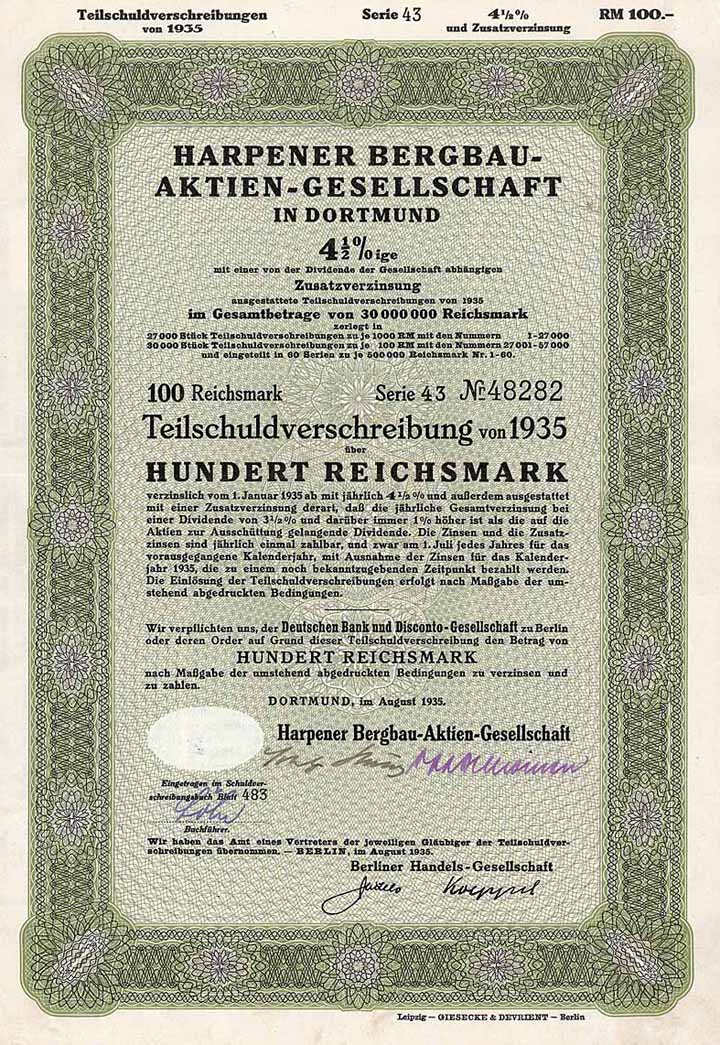 Teilschuldverschreibungen Serie 43 4½% RM 100.–
von 1935 und Zusatzverzinsung
HARPENER BERGBAU-
AKTIEN-GESELLSCHAFT
IN DORTMUND
4½%ige
mit einer von der Dividende der Gesellschaft abhängigen
Zusatzverzinsung
ausgestattete Teilschuldverschreibungen von 1935
im Gesamtbetrage von 30 000 000 Reichsmark
zerlegt in
27 000 Stück Teilschuldverschreibungen zu je 1000 RM mit den Nummern 1-27 000
30 000 Stück Teilschuldverschreibungen zu je 100 RM mit den Nummern 27 001-57 000
und eingeteilt in 60 Serien zu je 500 000 Reichsmark Nr. 1-60.
100 Reichsmark Serie 43 № 48282
Teilschuldverschreibung von 1935
über
HUNDERT REICHSMARK
verzinslich vom 1. Januar 1935 ab mit jährlich 4½% und außerdem ausgestattet
mit einer Zusatzverzinsung derart, daß die jährliche Gesamtverzinsung bei
einer Dividende von 3½% und darüber immer 1% höher ist als die auf die
Aktien zur Ausschüttung gelangende Dividende. Die Zinsen und die Zusatz-
zinsen sind jährlich einmal zahlbar, und zwar am 1. Juli jedes Jahres für das
vorausgegangene Kalenderjahr, mit Ausnahme der Zinsen für das Kalender-
jahr 1935, die zu einem noch bekanntzugebenden Zeitpunkt bezahlt werden.
Die Einlösung der Teilschuldverschreibungen erfolgt nach Maßgabe der um-
stehend abgedruckten Bedingungen.
Wir verpflichten uns, der Deutschen Bank und Disconto-Gesellschaft zu Berlin
oder deren Order auf Grund dieser Teilschuldverschreibung den Betrag von
HUNDERT REICHSMARK
nach Maßgabe der umstehend abgedruckten Bedingungen zu verzinsen und
zu zahlen.
DORTMUND, im August 1935.
Harpener Bergbau-Aktien-Gesellschaft
Eingetragen im Schuldver-
schreibungsbuch Blatt 483
Buchführer.
Wir haben das Amt eines Vertreters der jeweiligen Gläubiger der Teilschuldver-
schreibungen übernommen. — BERLIN, im August 1935.
Berliner Handels-Gesellschaft
Leipzig — GIESECKE & DEVRIENT — Berlin